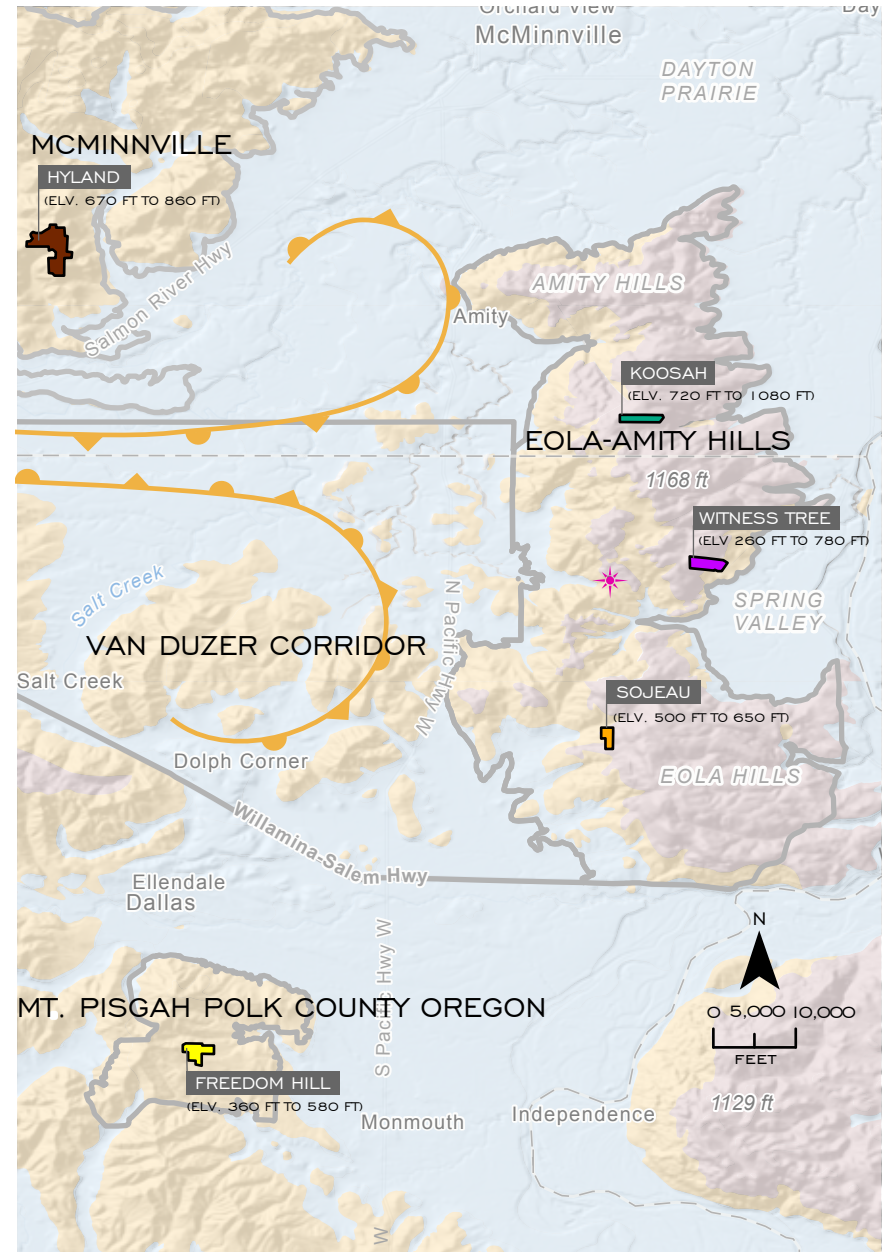 Orchard View
Day
McMinnville
DAYTON
PRAIRIE
MCMINNVILLE
HYLAND
(ELV. 670 FT TO 860 FT)
Salmon River Hwy
AMITY HILLS
Amity
KOOSAH
(ELV. 720 FT TO 1080 FT)
EOLA-AMITY HILLS
1168 ft
WITNESS TREE
(ELV 260 FT TO 780 FT)
Salt Creek
SPRING
VALLEY
N Pacific Hwy W
VAN DUZER CORRIDOR
Salt Creek
SOJEAU
(ELV. 500 FT TO 650 FT)
Dolph Corner
EOLA HILLS
Willamina-Salem Hwy
Ellendale
Dallas
N
S Pacific Hwy W
MT. PISGAH POLK COUNTY OREGON
0 5,000 10,000
FEET
FREEDOM HILL
(ELV. 360 FT TO 580 FT)
1129 ft
Monmouth
Independence
W